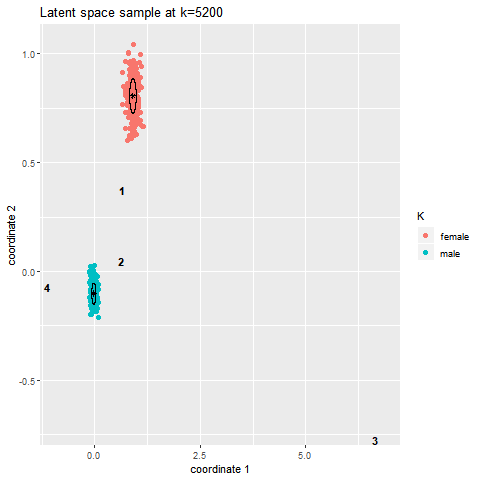 Latent space sample at k=5200
coordinate 2
1.0
0.5
0.0
-0.5
1
2
4
3
0.0
2.5
5.0
coordinate 1
K
female
male